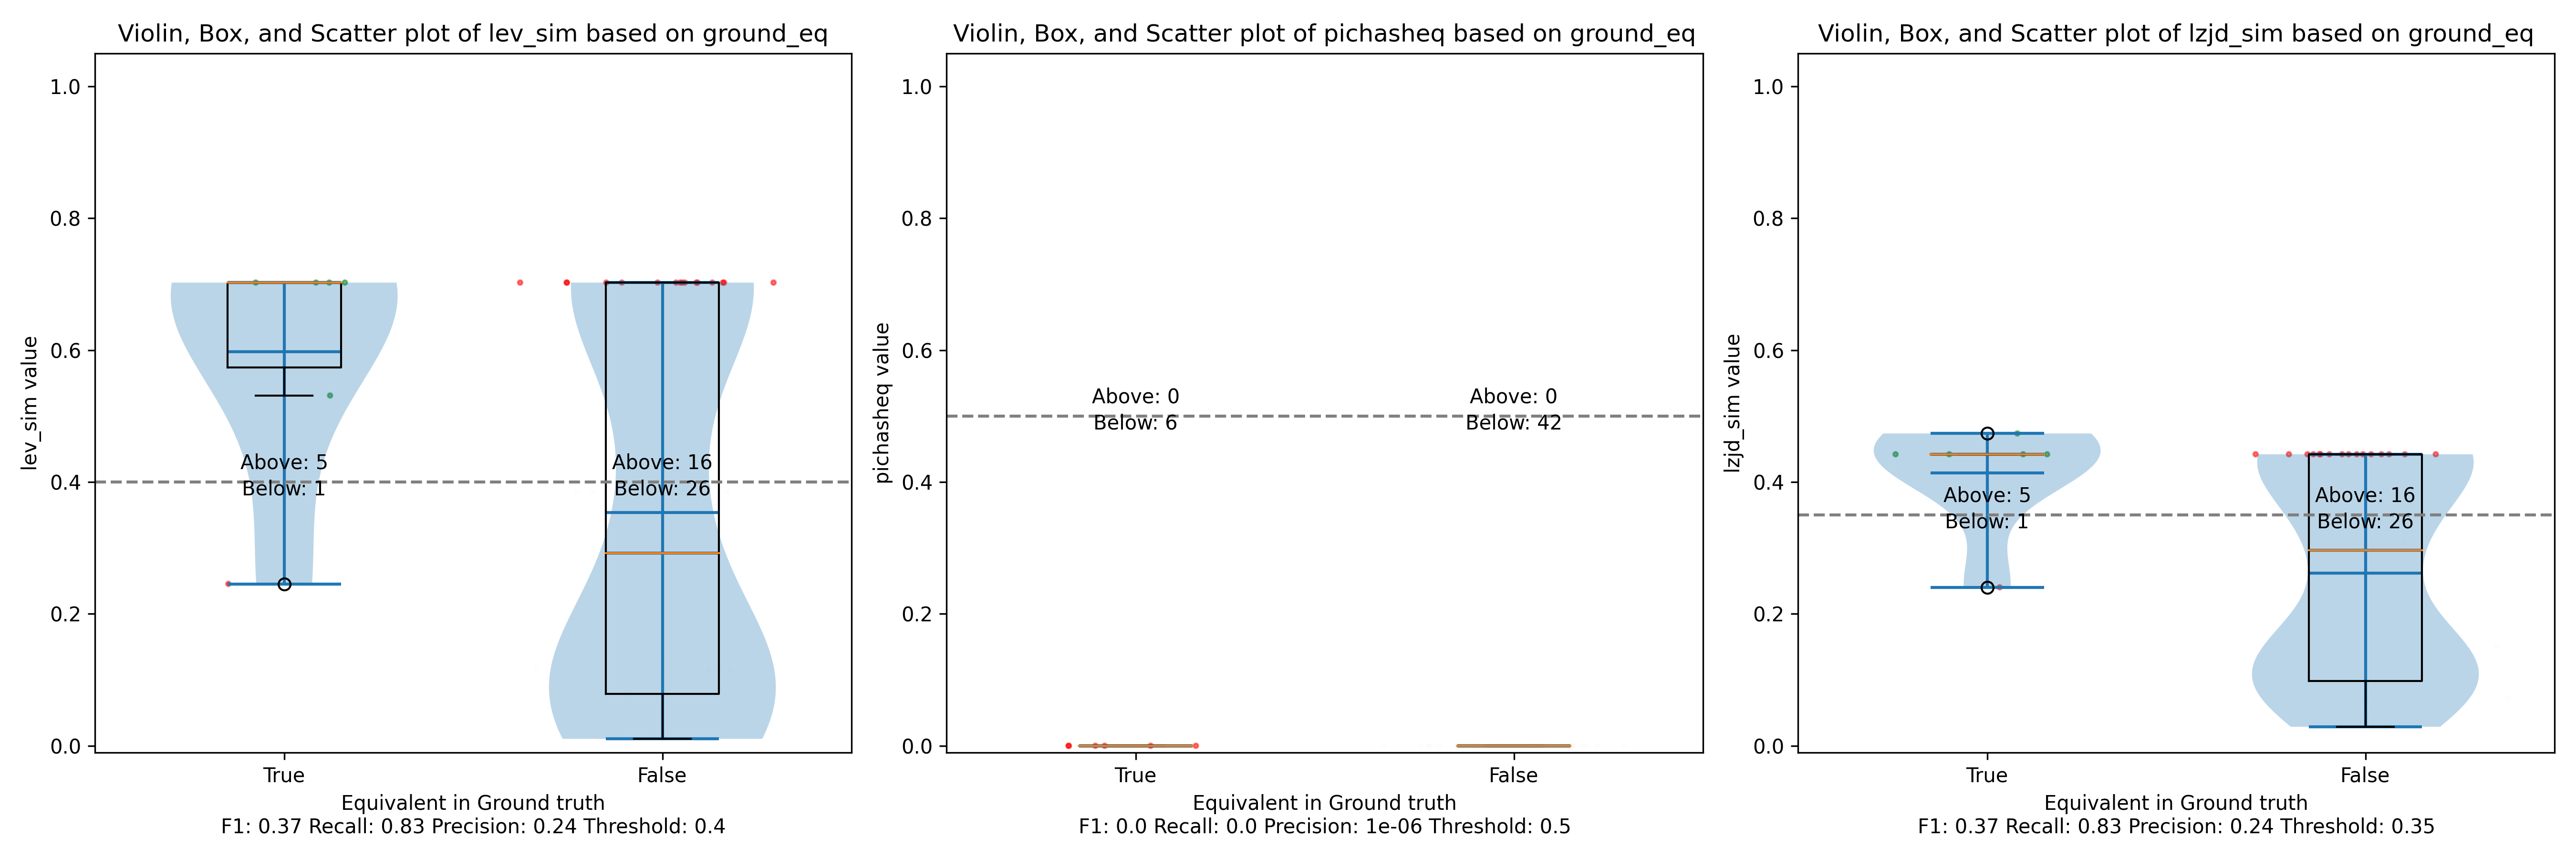 Violin, Box, and Scatter plot of lev_sim based on ground_eq
1.0
0.8
0.6
0.4
0.2
0.0
lev_sim value
Above: 5
Below: 1
Above: 16
Below: 26
True
False
Equivalent in Ground truth
F1: 0.37 Recall: 0.83 Precision: 0.24 Threshold: 0.4
Violin, Box, and Scatter plot of pichasheq based on ground_eq
1.0
0.8
0.6
0.4
0.2
0.0
pichasheq value
Above: 0
Below: 6
Above: 0
Below: 42
True
False
Equivalent in Ground truth
F1: 0.0 Recall: 0.0 Precision: 1e-06 Threshold: 0.5
Violin, Box, and Scatter plot of lzjd_sim based on ground_eq
1.0
0.8
0.6
0.4
0.2
0.0
lzjd_sim value
Above: 5
Below: 1
Above: 16
Below: 26
True
False
Equivalent in Ground truth
F1: 0.37 Recall: 0.83 Precision: 0.24 Threshold: 0.35